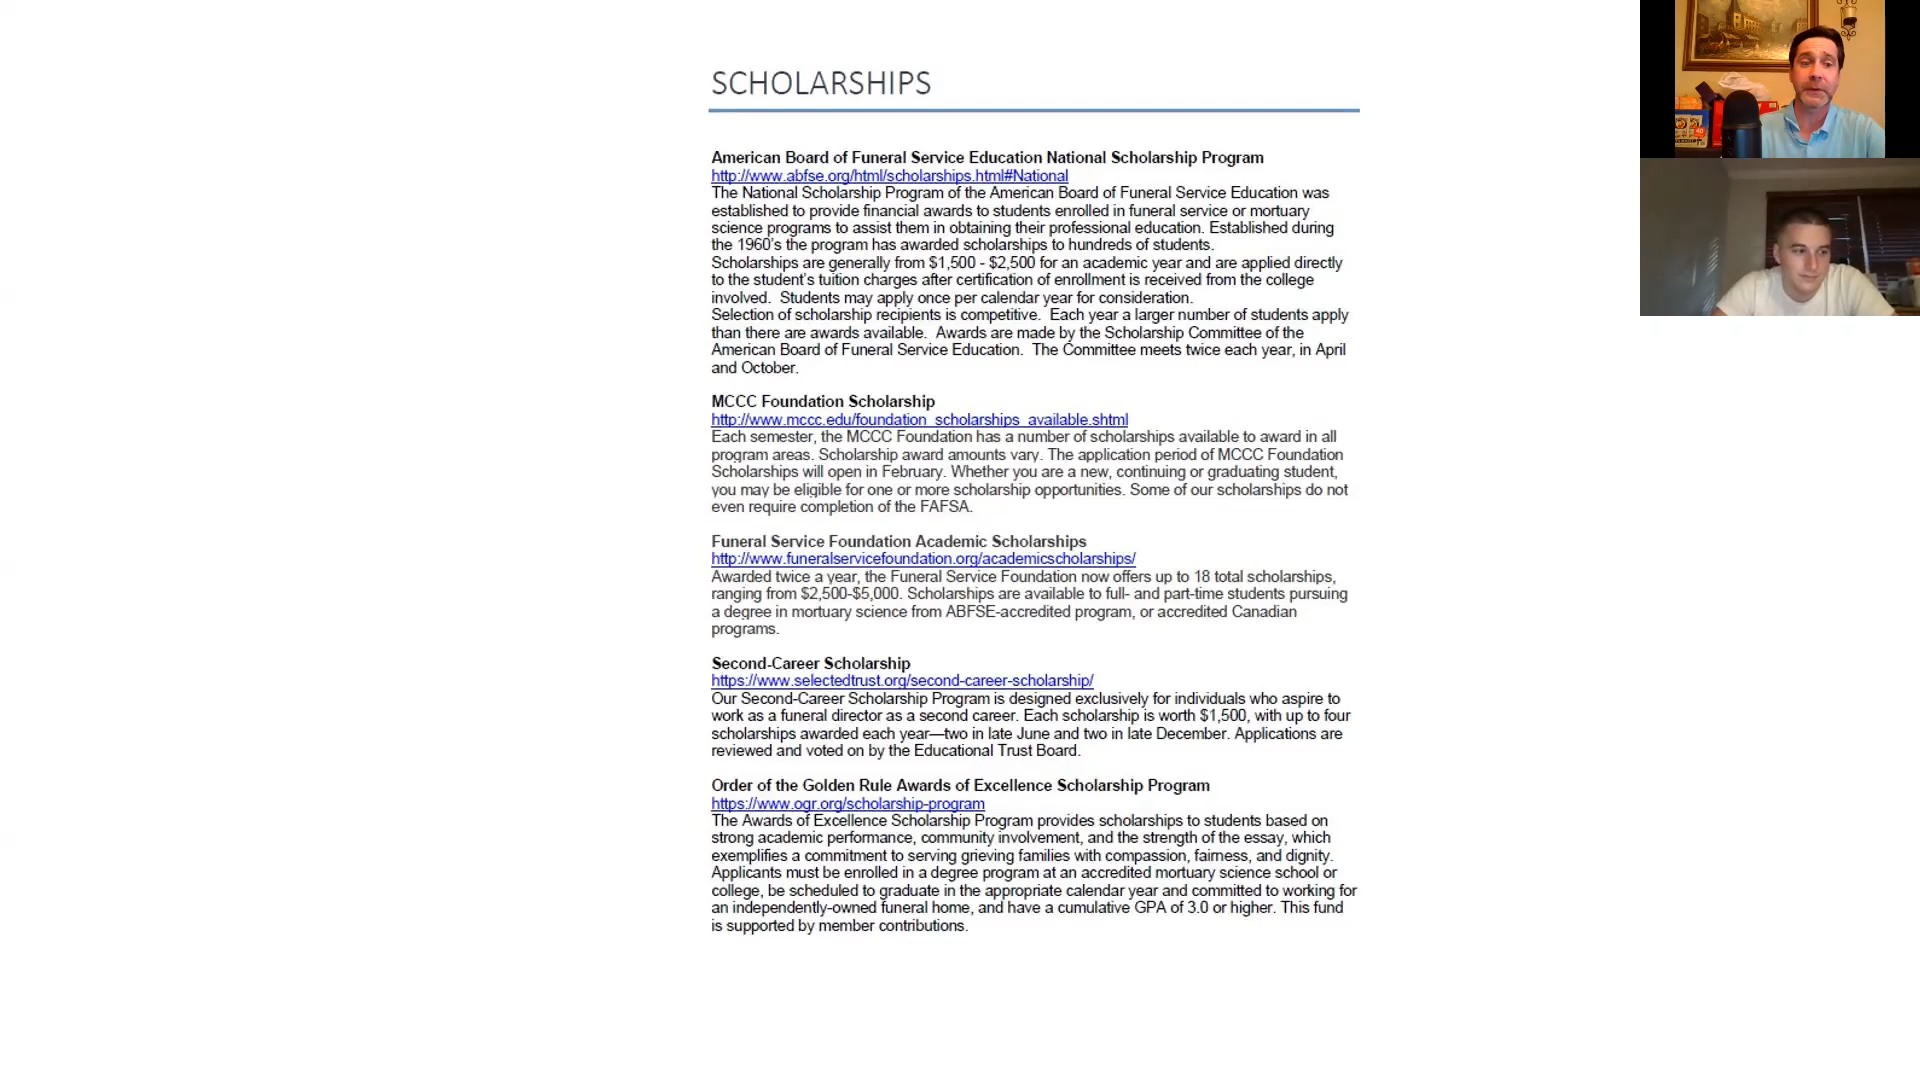 SCHOLARSHIPS
American Board of Funeral Service Education National Scholarship Program
http://www.abfse.org/html/scholarships.html#National
The National Scholarship Program of the American Board of Funeral Service Education was
established to provide financial awards to students enrolled in funeral service or mortuary
science programs to assist them in obtaining their professional education. Established during
the 1960's the program has awarded scholarships to hundreds of students.
Scholarships are generally from $1,500 - $2,500 for an academic year and are applied directly
to the student's tuition charges after certification of enrollment is received from the college
involved. Students may apply once per calendar year for consideration.
Selection of scholarship recipients is competitive. Each year a larger number of students apply
than there are awards available. Awards are made by the Scholarship Committee of the
American Board of Funeral Service Education. The Committee meets twice each year, in April
and October.
MCCC Foundation Scholarship
http://www.mccc.edu/foundation_scholarships_available.shtml
Each semester, the MCCC Foundation has a number of scholarships available to award in all
program areas. Scholarship award amounts vary. The application period of MCCC Foundation
Scholarships will open in February. Whether you are a new, continuing or graduating student,
you may be eligible for one or more scholarship opportunities. Some of our scholarships do not
even require completion of the FAFSA.
Funeral Service Foundation Academic Scholarships
http://www.funeralservicefoundation.org/academicscholarships/
Awarded twice a year, the Funeral Service Foundation now offers up to 18 total scholarships,
ranging from $2,500-$5,000. Scholarships are available to full- and part-time students pursuing
a degree in mortuary science from ABFSE-accredited program, or accredited Canadian
programs.
Second-Career Scholarship
https://www.selectedtrust.org/second-career-scholarship/
Our Second-Career Scholarship Program is designed exclusively for individuals who aspire to
work as a funeral director as a second career. Each scholarship is worth $1,500, with up to four
scholarships awarded each year—two in late June and two in late December. Applications are
reviewed and voted on by the Educational Trust Board.
Order of the Golden Rule Awards of Excellence Scholarship Program
https://www.ogr.org/scholarship-program
The Awards of Excellence Scholarship Program provides scholarships to students based on
strong academic performance, community involvement, and the strength of the essay, which
exemplifies a commitment to serving grieving families with compassion, fairness, and dignity.
Applicants must be enrolled in a degree program at an accredited mortuary science school or
college, be scheduled to graduate in the appropriate calendar year and committed to working for
an independently-owned funeral home, and have a cumulative GPA of 3.0 or higher. This fund
is supported by member contributions.